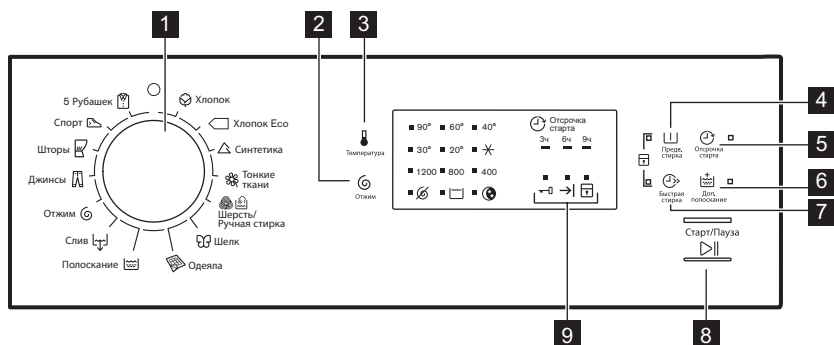 1
2
3
4
5
6
7
8
9
5 Рубашек
Спорт
Шторы
Джинсы
Отжим
Слив
Полоскание
Хлопок
Хлопок Eco
Синтетика
Тонкие
ткани
Шерсть/
Ручная стирка
Шелк
Одеяла
Температура
Отжим
90° 60° 40°
30° 20°
1200 800 400
Отсрочка
старта
3ч 6ч 9ч
Предв.
стирка
Отсрочка
старта
Быстрая
стирка
Доп.
полоскание
Старт/Пауза